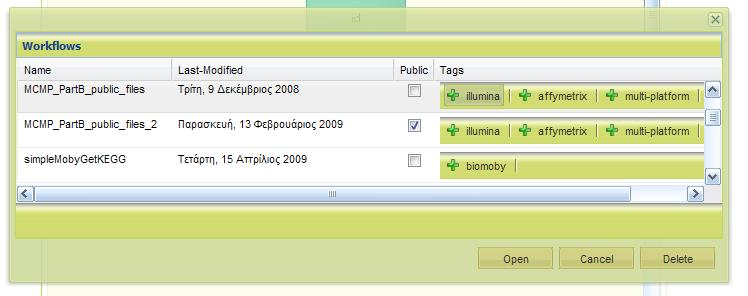 id
Workflows
Name Last-Modified Public Tags
MCMP_PartB_public_files Τρίτη, 9 Δεκέμβριος 2008 illumina affymetrix multi-platform
MCMP_PartB_public_files_2 Παρασκευή, 13 Φεβρουάριος 2009 illumina affymetrix multi-platform
simpleMobyGetKEGG Τετάρτη, 15 Απρίλιος 2009 biomoby
Open Cancel Delete